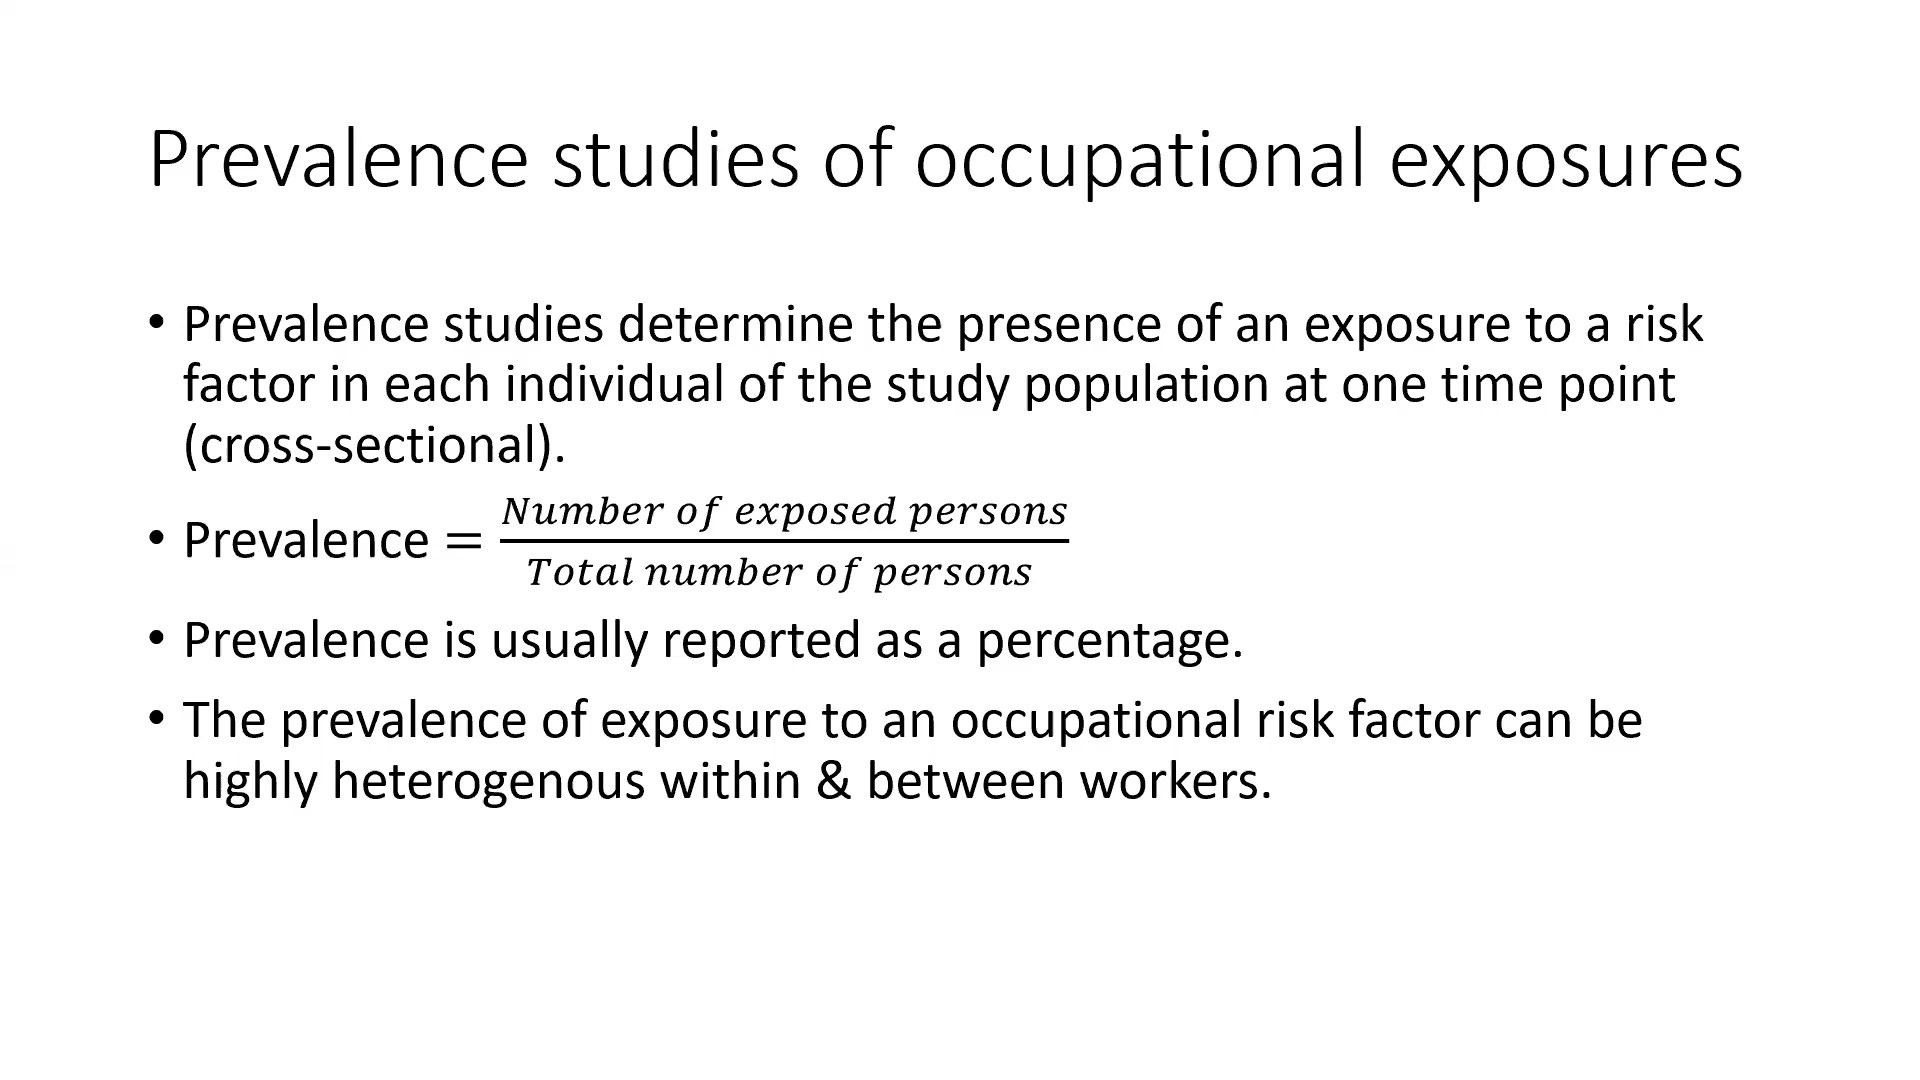 Prevalence studies of occupational exposures
• Prevalence studies determine the presence of an exposure to a risk
factor in each individual of the study population at one time point
(cross-sectional).
• Prevalence = Number of exposed persons / Total number of persons
• Prevalence is usually reported as a percentage.
• The prevalence of exposure to an occupational risk factor can be
highly heterogenous within & between workers.